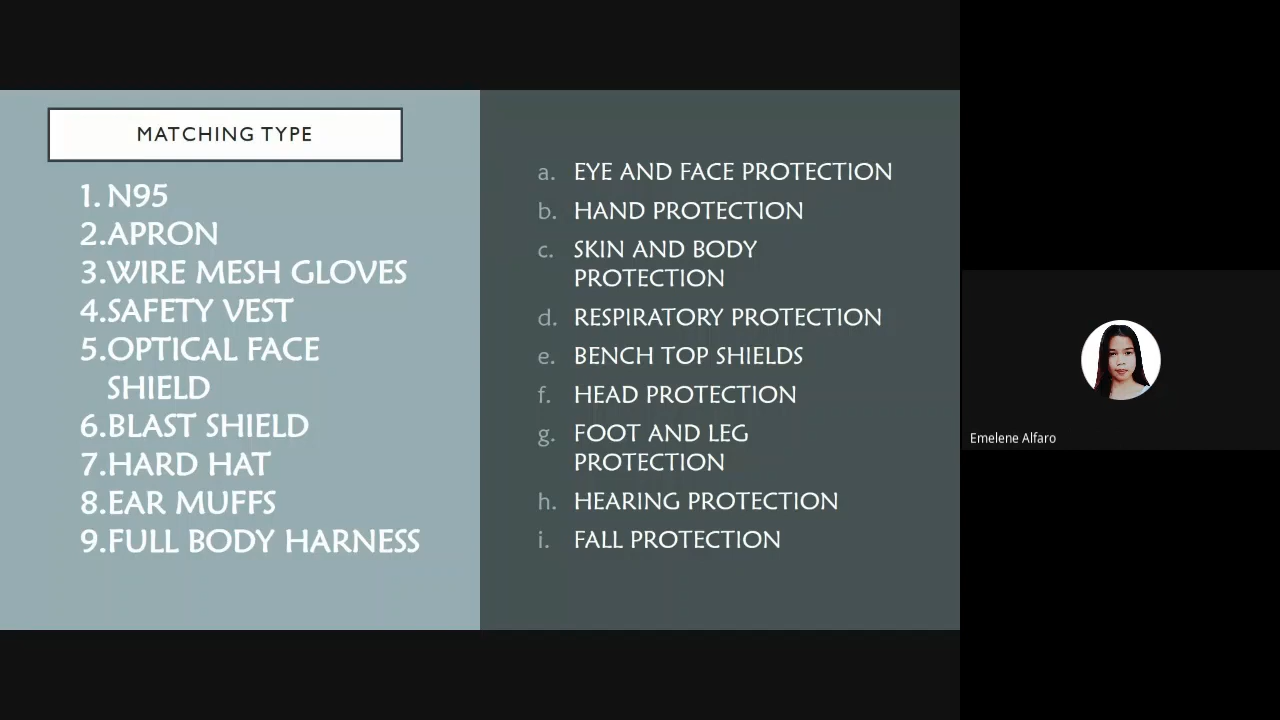 MATCHING TYPE
1. N95
2.APRON
3.WIRE MESH GLOVES
4.SAFETY VEST
5.OPTICAL FACE
SHIELD
6.BLAST SHIELD
7.HARD HAT
8.EAR MUFFS
9.FULL BODY HARNESS
a. EYE AND FACE PROTECTION
b. HAND PROTECTION
c. SKIN AND BODY
PROTECTION
d. RESPIRATORY PROTECTION
e. BENCH TOP SHIELDS
f. HEAD PROTECTION
g. FOOT AND LEG
PROTECTION
h. HEARING PROTECTION
i. FALL PROTECTION
Emelene Alfaro